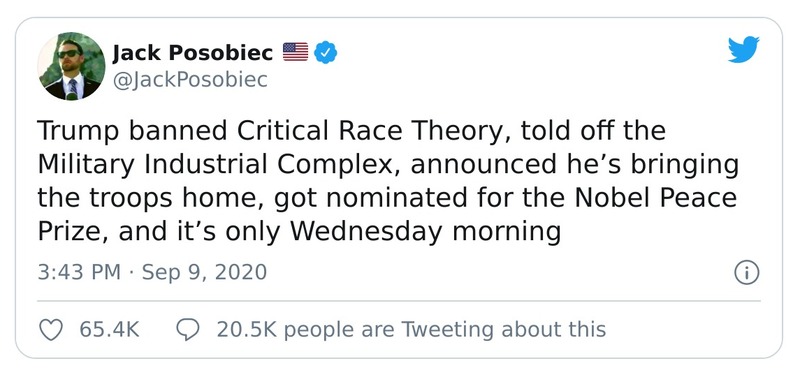 Jack Posobiec 🇺🇸
@JackPosobiec
Trump banned Critical Race Theory, told off the
Military Industrial Complex, announced he’s bringing
the troops home, got nominated for the Nobel Peace
Prize, and it’s only Wednesday morning
3:43 PM · Sep 9, 2020
65.4K 20.5K people are Tweeting about this